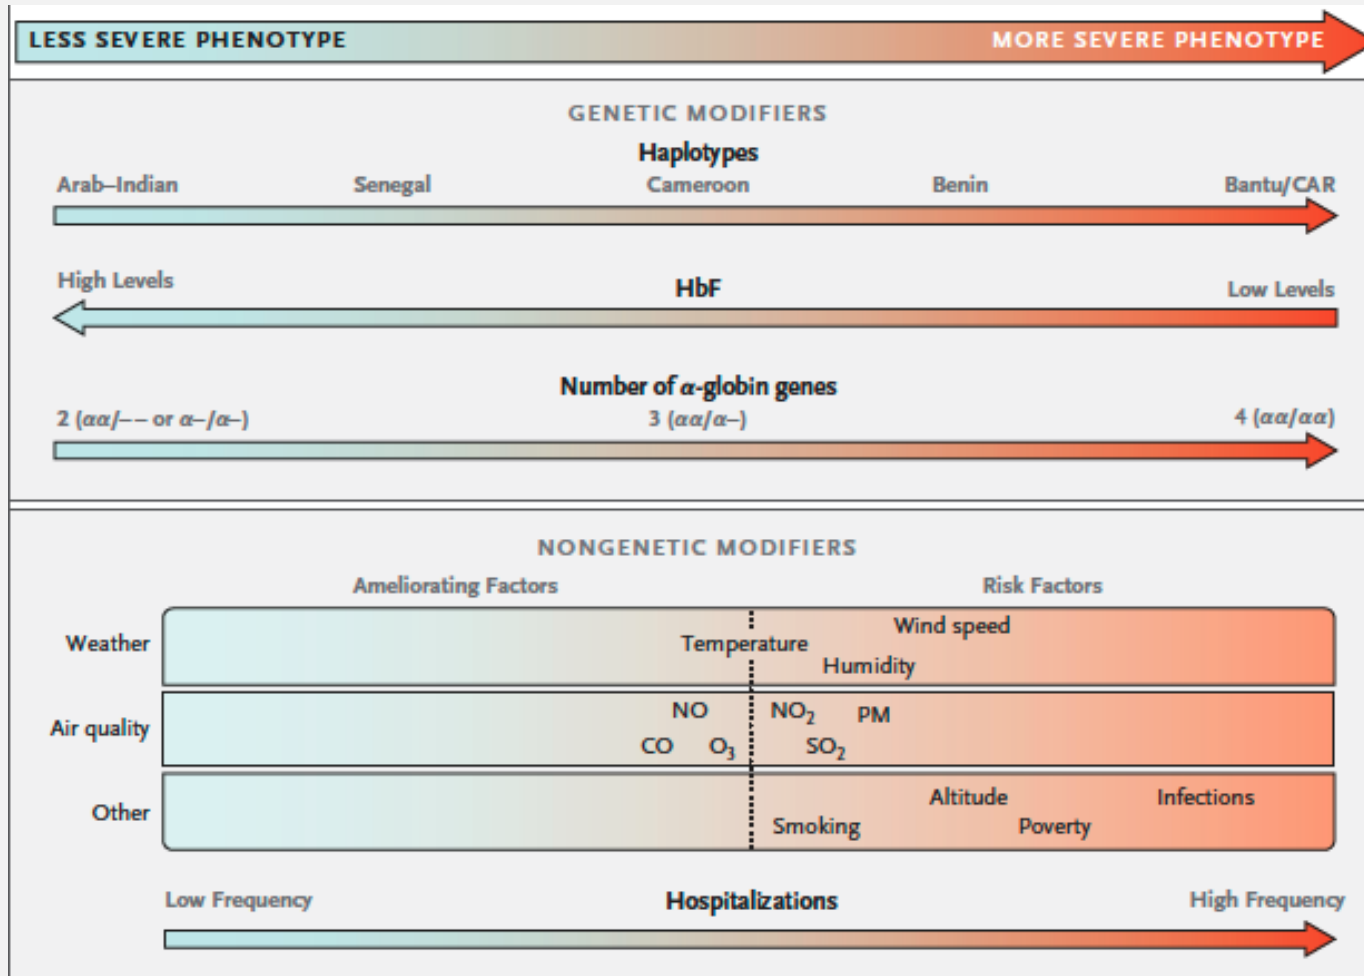 LESS SEVERE PHENOTYPE MORE SEVERE PHENOTYPE
GENETIC MODIFIERS
Haplotypes
Arab–Indian Senegal Cameroon Benin Bantu/CAR
High Levels HbF Low Levels
Number of α-globin genes
2 (αα/–– or α–/α–) 3 (αα/α–) 4 (αα/αα)
NONGENETIC MODIFIERS
Ameliorating Factors Risk Factors
Weather Temperature Wind speed
Humidity
Air quality NO NO₂ PM
CO O₃ SO₂
Other Altitude Infections
Smoking Poverty
Low Frequency Hospitalizations High Frequency